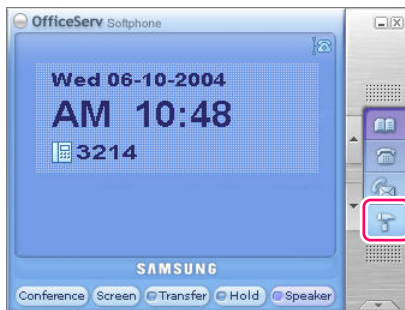 OfficeServ Softphone
Wed 06-10-2004
AM 10:48
3214
SAMSUNG
Conference Screen Transfer Hold Speaker